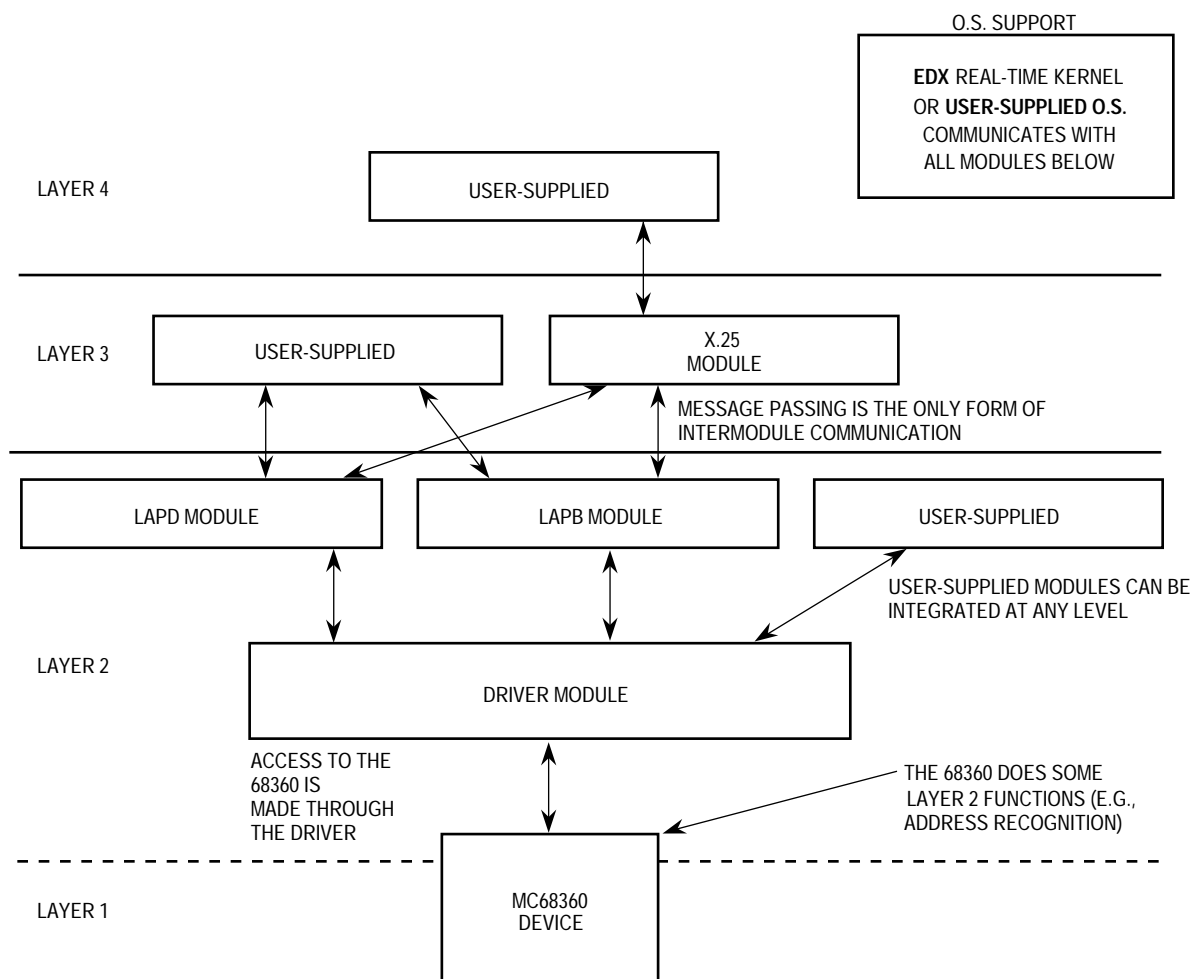 O.S. SUPPORT
EDX REAL-TIME KERNEL
OR USER-SUPPLIED O.S.
COMMUNICATES WITH
ALL MODULES BELOW
LAYER 4
USER-SUPPLIED
LAYER 3
USER-SUPPLIED
X.25
MODULE
MESSAGE PASSING IS THE ONLY FORM OF
INTERMODULE COMMUNICATION
LAPD MODULE
LAPB MODULE
USER-SUPPLIED
USER-SUPPLIED MODULES CAN BE
INTEGRATED AT ANY LEVEL
LAYER 2
DRIVER MODULE
ACCESS TO THE
68360 IS
MADE THROUGH
THE DRIVER
THE 68360 DOES SOME
LAYER 2 FUNCTIONS (E.G.,
ADDRESS RECOGNITION)
LAYER 1
MC68360
DEVICE